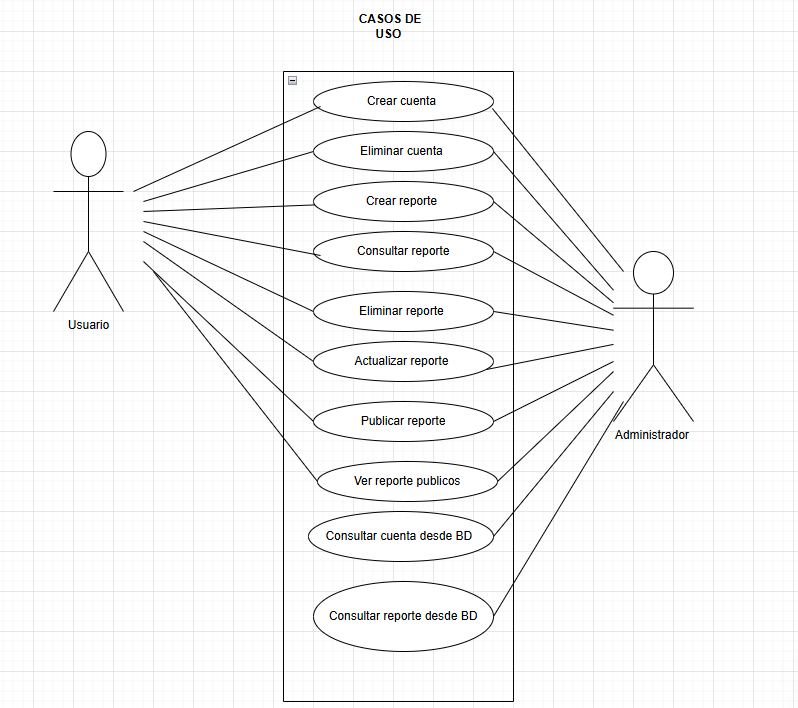 CASOS DE
USO
Crear cuenta
Eliminar cuenta
Crear reporte
Consultar reporte
Eliminar reporte
Usuario
Actualizar reporte
Publicar reporte
Administrador
Ver reporte publicos
Consultar cuenta desde BD
Consultar reporte desde BD